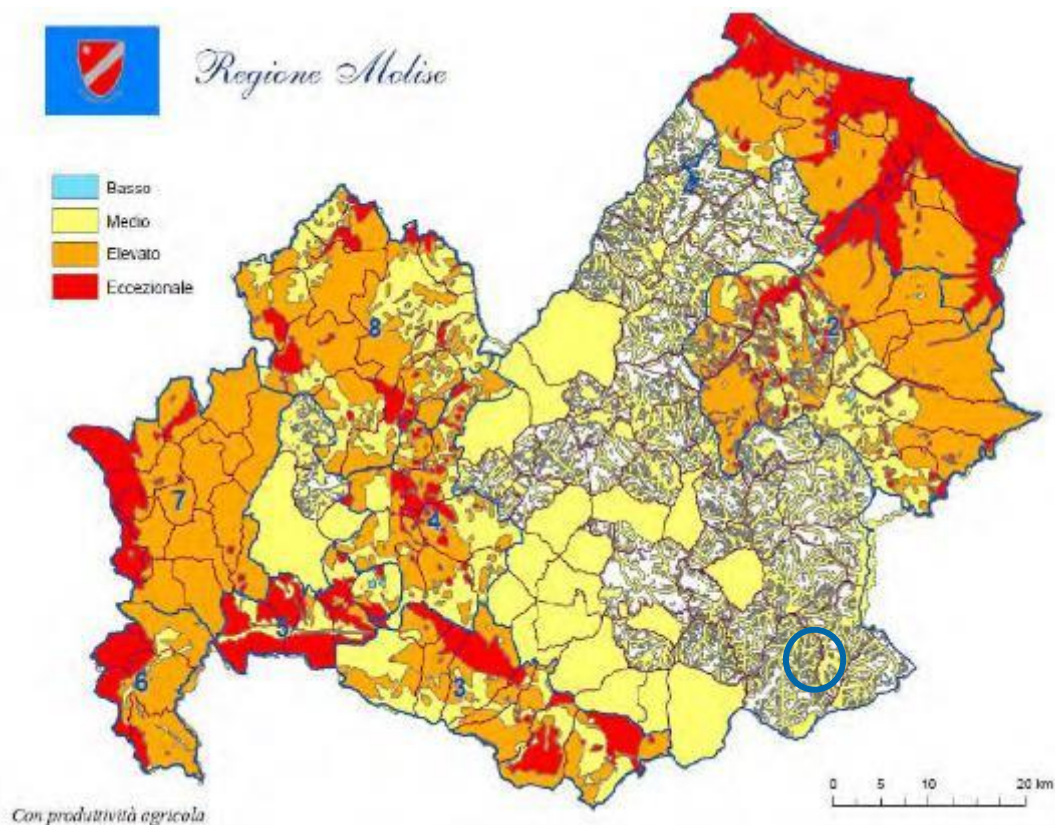 Regione Molise
Basso
Medio
Elevato
Eccezionale
1
2
8
7
4
5
6
3
0 5 10 20 km
Con produttività agricola